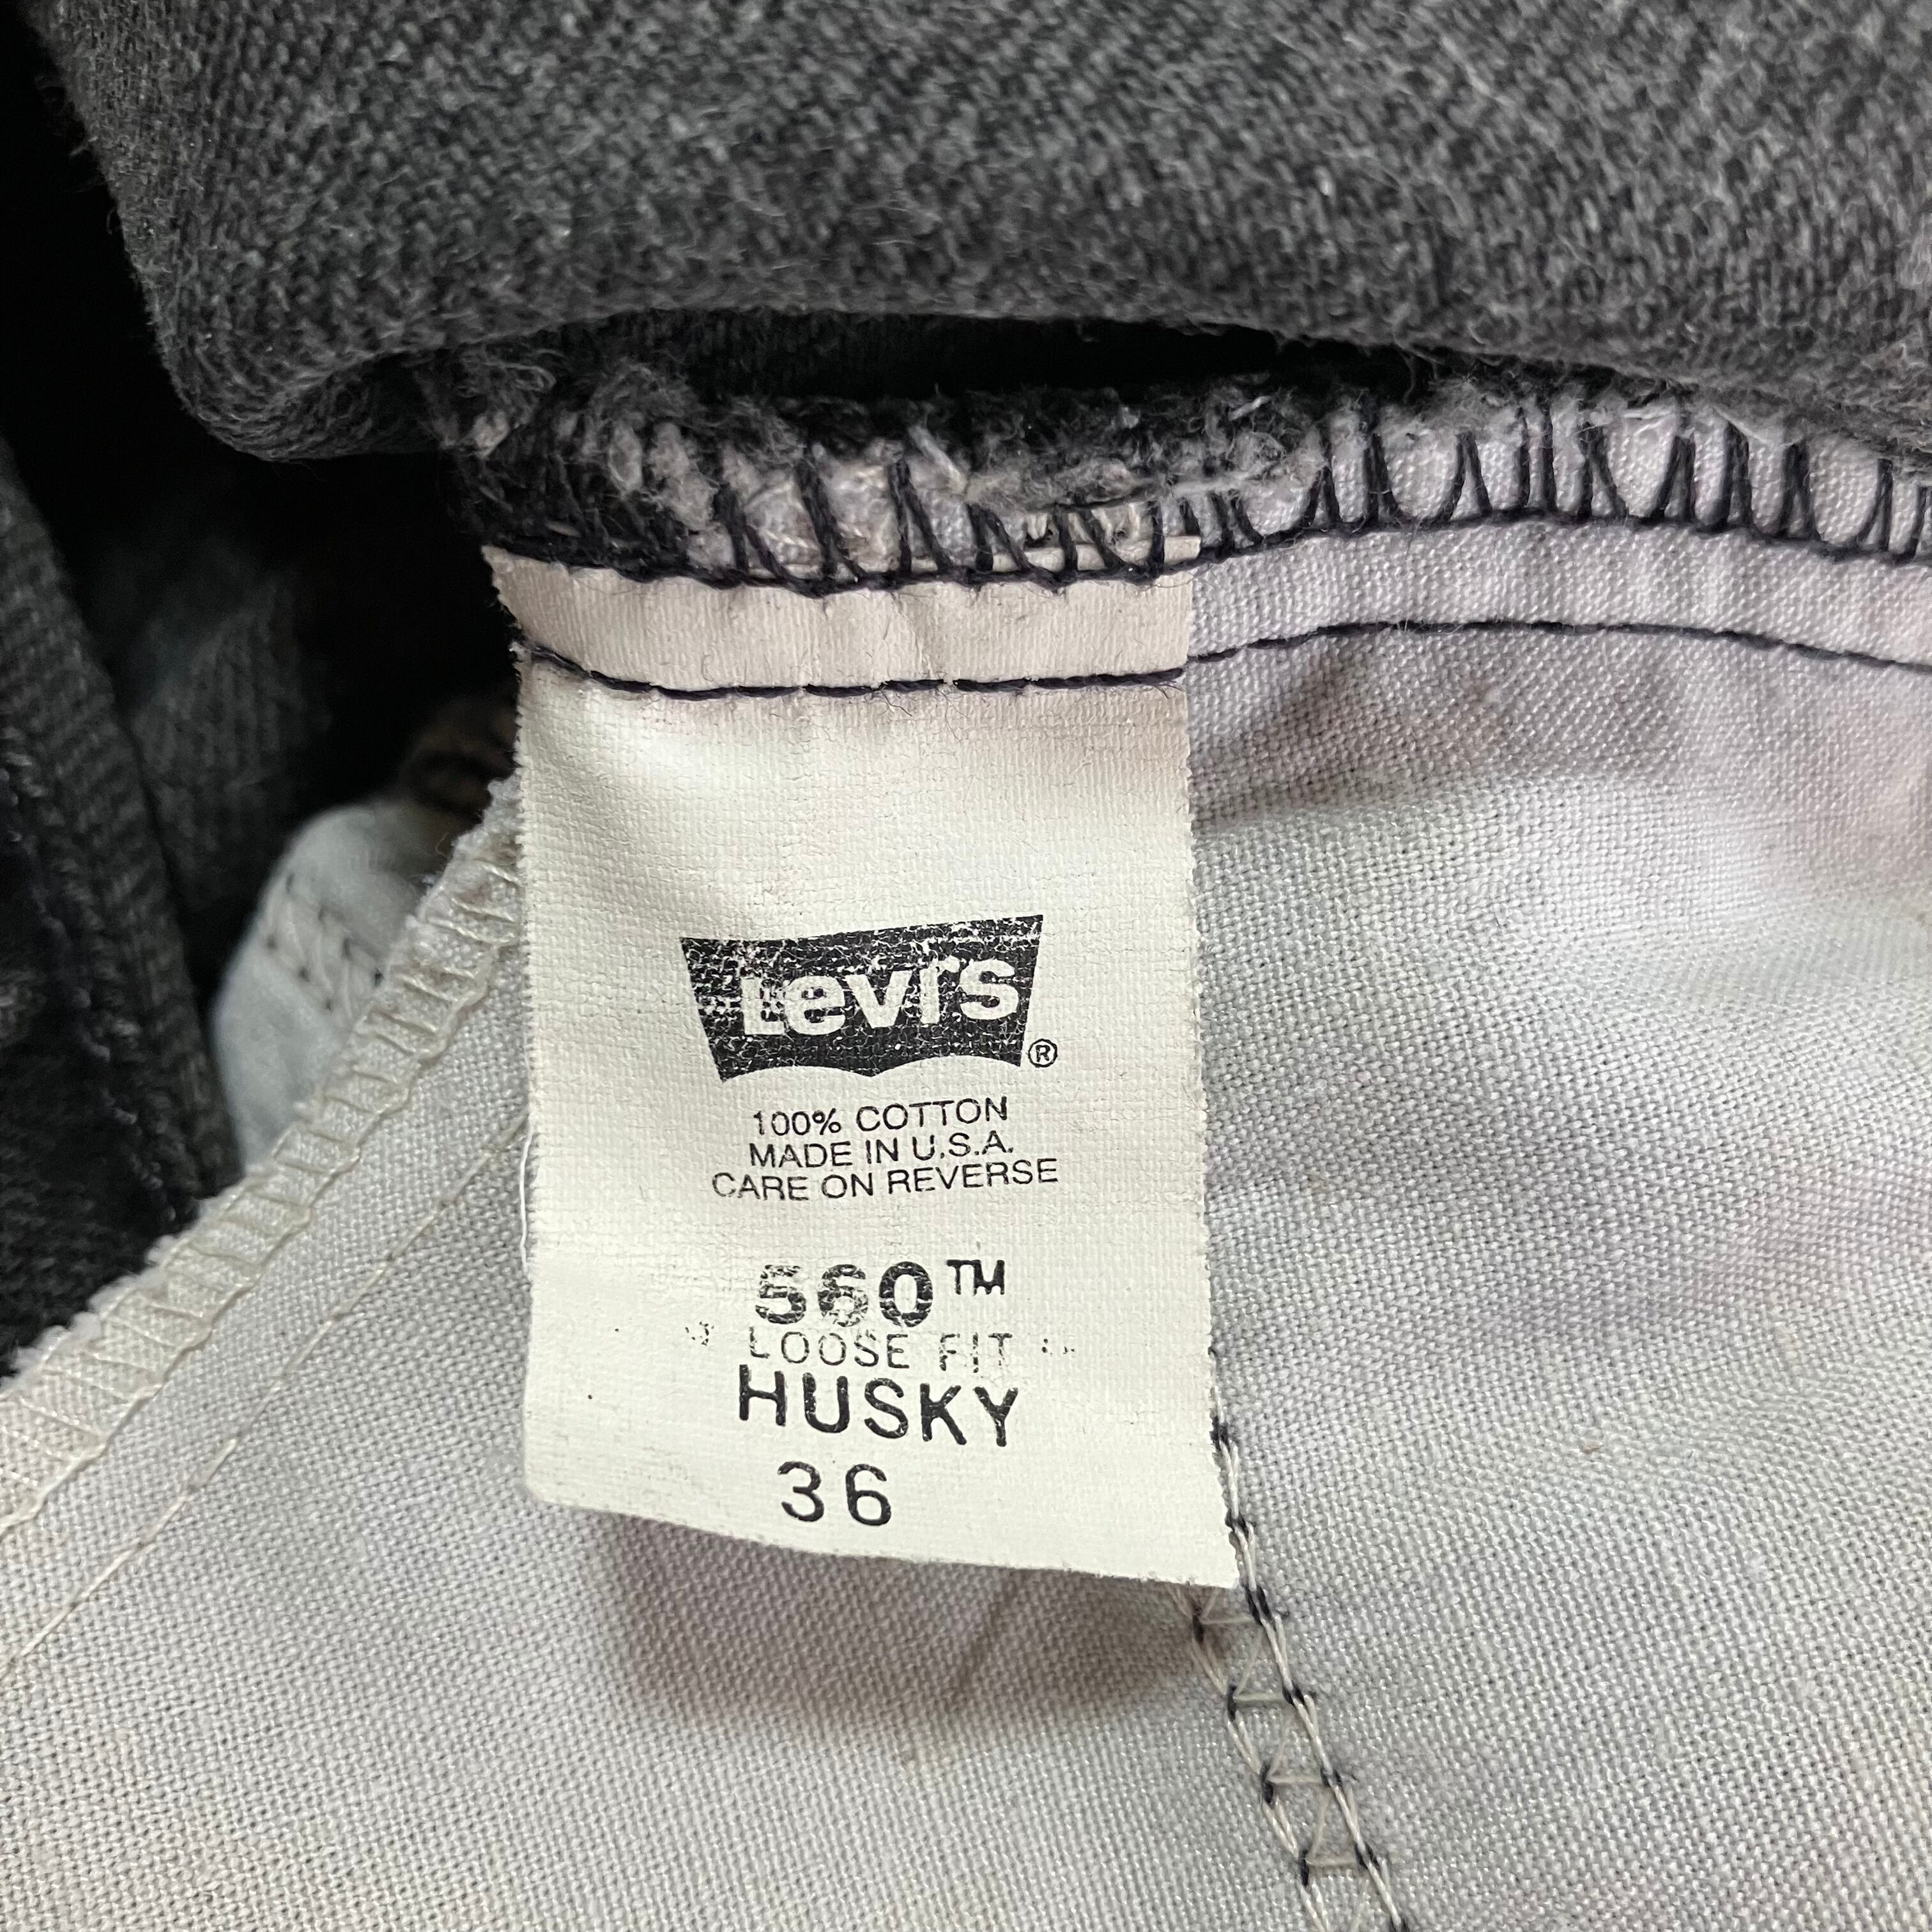 Levi's ®
100% COTTON
MADE IN U.S.A.
CARE ON REVERSE
560™
LOOSE FIT
HUSKY
36